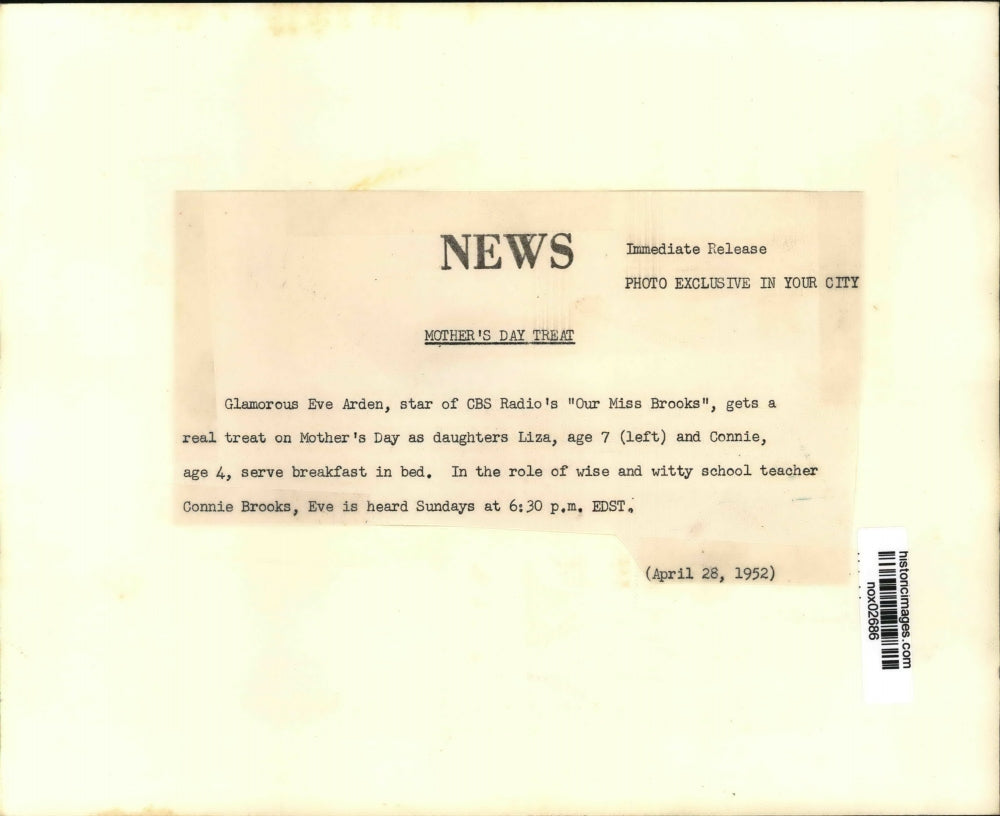 NEWS
Immediate Release
PHOTO EXCLUSIVE IN YOUR CITY
MOTHER'S DAY TREAT
Glamorous Eve Arden, star of CBS Radio's "Our Miss Brooks", gets a
real treat on Mother's Day as daughters Liza, age 7 (left) and Connie,
age 4, serve breakfast in bed. In the role of wise and witty school teacher
Connie Brooks, Eve is heard Sundays at 6:30 p.m. EDST.
(April 28, 1952)
historicimages.com
nox02686